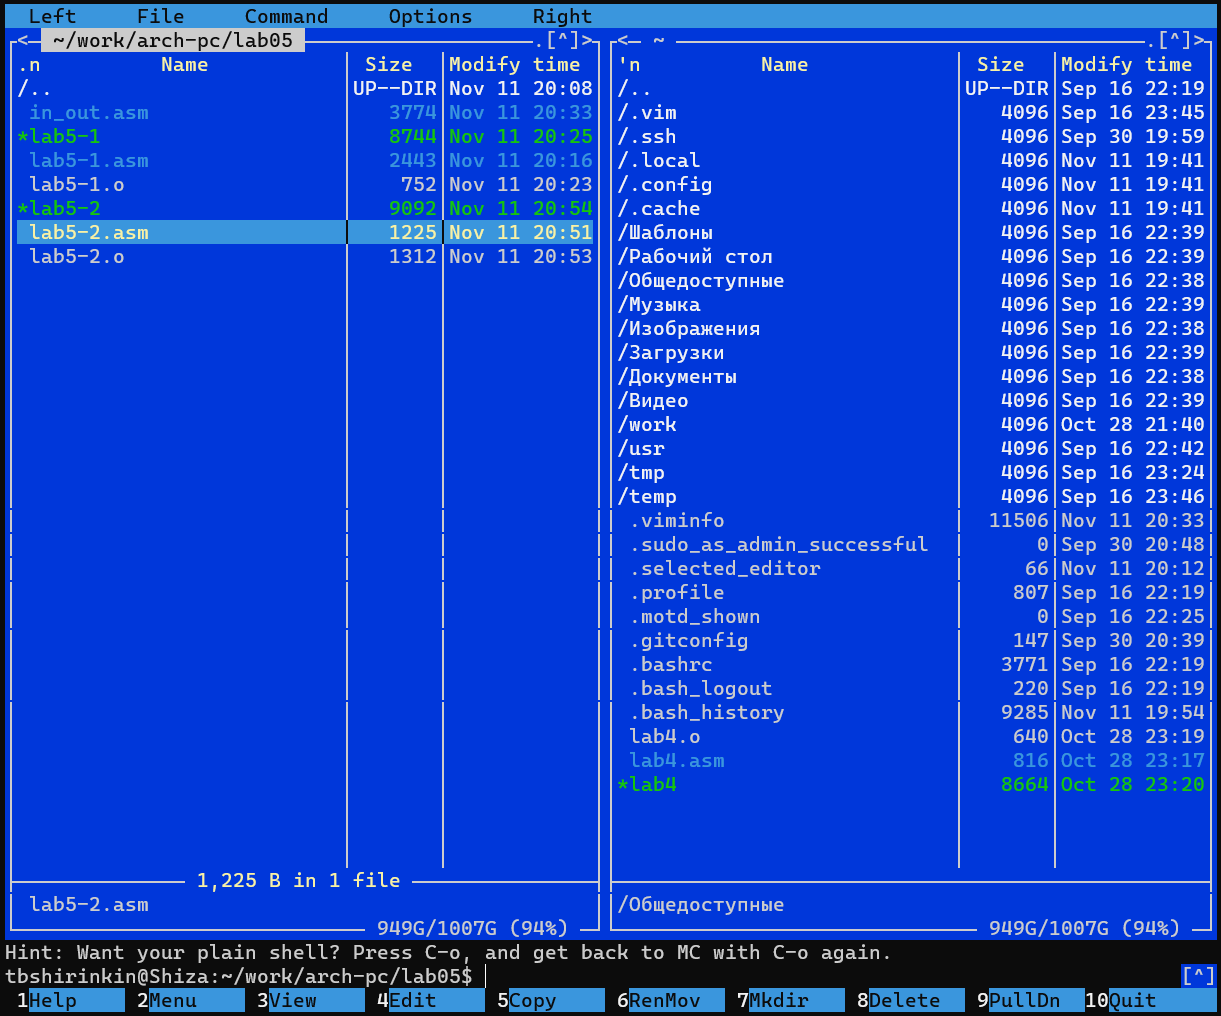 Left File Command Options Right
<─ ~/work/arch-pc/lab05 .[^]>
.n Name Size Modify time
/.. UP--DIR Nov 11 20:08
in_out.asm 3774 Nov 11 20:33
*lab5-1 8744 Nov 11 20:25
lab5-1.asm 2443 Nov 11 20:16
lab5-1.o 752 Nov 11 20:23
*lab5-2 9092 Nov 11 20:54
lab5-2.asm 1225 Nov 11 20:51
lab5-2.o 1312 Nov 11 20:53
1,225 B in 1 file
lab5-2.asm
949G/1007G (94%)
<─ ~ .[^]>
'n Name Size Modify time
/.. UP--DIR Sep 16 22:19
/.vim 4096 Sep 16 23:45
/.ssh 4096 Sep 30 19:59
/.local 4096 Nov 11 19:41
/.config 4096 Nov 11 19:41
/.cache 4096 Nov 11 19:41
/Шаблоны 4096 Sep 16 22:39
/Рабочий стол 4096 Sep 16 22:39
/Общедоступные 4096 Sep 16 22:38
/Музыка 4096 Sep 16 22:39
/Изображения 4096 Sep 16 22:38
/Загрузки 4096 Sep 16 22:39
/Документы 4096 Sep 16 22:38
/Видео 4096 Sep 16 22:39
/work 4096 Oct 28 21:40
/usr 4096 Sep 16 22:42
/tmp 4096 Sep 16 23:24
/temp 4096 Sep 16 23:46
.viminfo 11506 Nov 11 20:33
.sudo_as_admin_successful 0 Sep 30 20:48
.selected_editor 66 Nov 11 20:12
.profile 807 Sep 16 22:19
.motd_shown 0 Sep 16 22:25
.gitconfig 147 Sep 30 20:39
.bashrc 3771 Sep 16 22:19
.bash_logout 220 Sep 16 22:19
.bash_history 9285 Nov 11 19:54
lab4.o 640 Oct 28 23:19
lab4.asm 816 Oct 28 23:17
*lab4 8664 Oct 28 23:20
/Общедоступные
949G/1007G (94%)
Hint: Want your plain shell? Press C-o, and get back to MC with C-o again.
tbshirinkin@Shiza:~/work/arch-pc/lab05$ [^]
1Help 2Menu 3View 4Edit 5Copy 6RenMov 7Mkdir 8Delete 9PullDn 10Quit